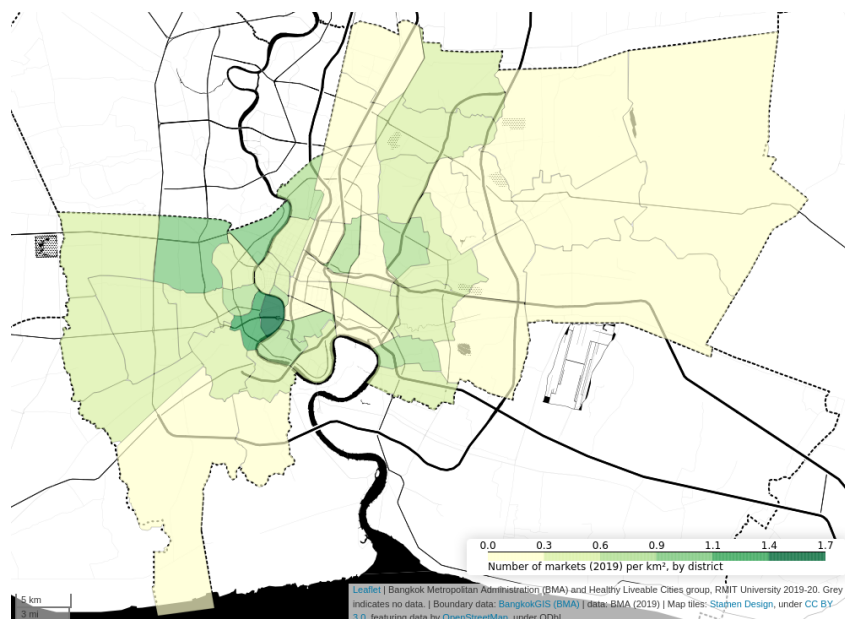 0.0 0.3 0.6 0.9 1.1 1.4 1.7
Number of markets (2019) per km², by district
5 km
3 mi
Leaflet | Bangkok Metropolitan Administration (BMA) and Healthy Liveable Cities group, RMIT University 2019-20. Grey
indicates no data. | Boundary data: BangkokGIS (BMA) | data: BMA (2019) | Map tiles: Stamen Design, under CC BY
3.0, featuring data by OpenStreetMap, under ODbL